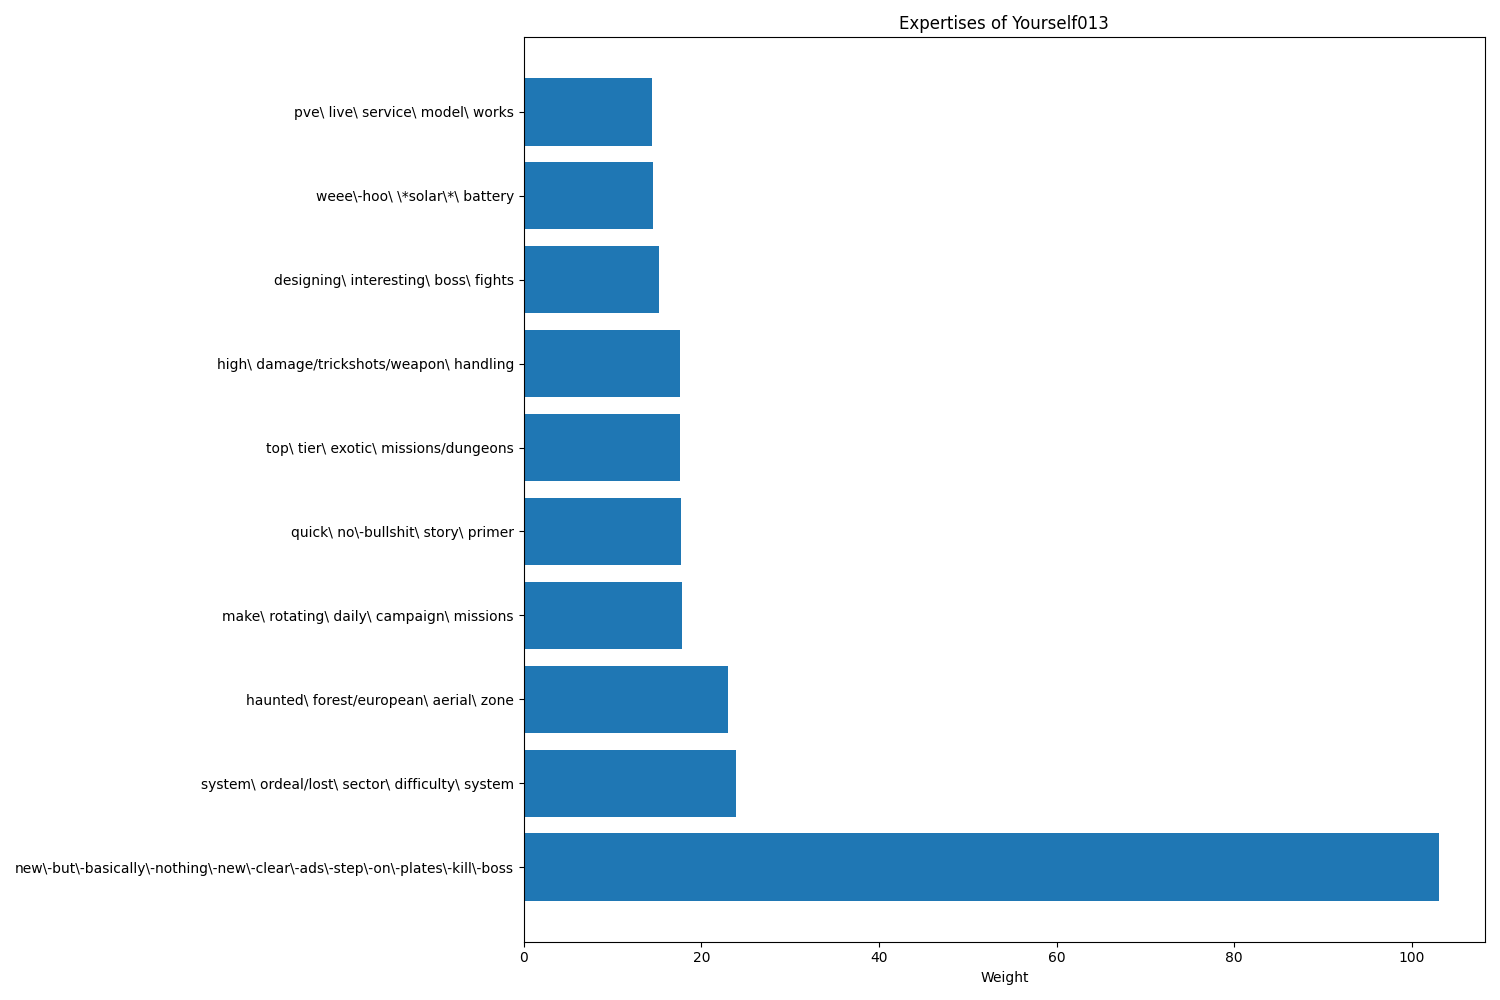 Expertises of Yourself013
pve\ live\ service\ model\ works
weee\-hoo\ \*solar\*\ battery
designing\ interesting\ boss\ fights
high\ damage/trickshots/weapon\ handling
top\ tier\ exotic\ missions/dungeons
quick\ no\-bullshit\ story\ primer
make\ rotating\ daily\ campaign\ missions
haunted\ forest/european\ aerial\ zone
system\ ordeal/lost\ sector\ difficulty\ system
new\-but\-basically\-nothing\-new\-clear\-ads\-step\-on\-plates\-kill\-boss
0 20 40 60 80 100
Weight